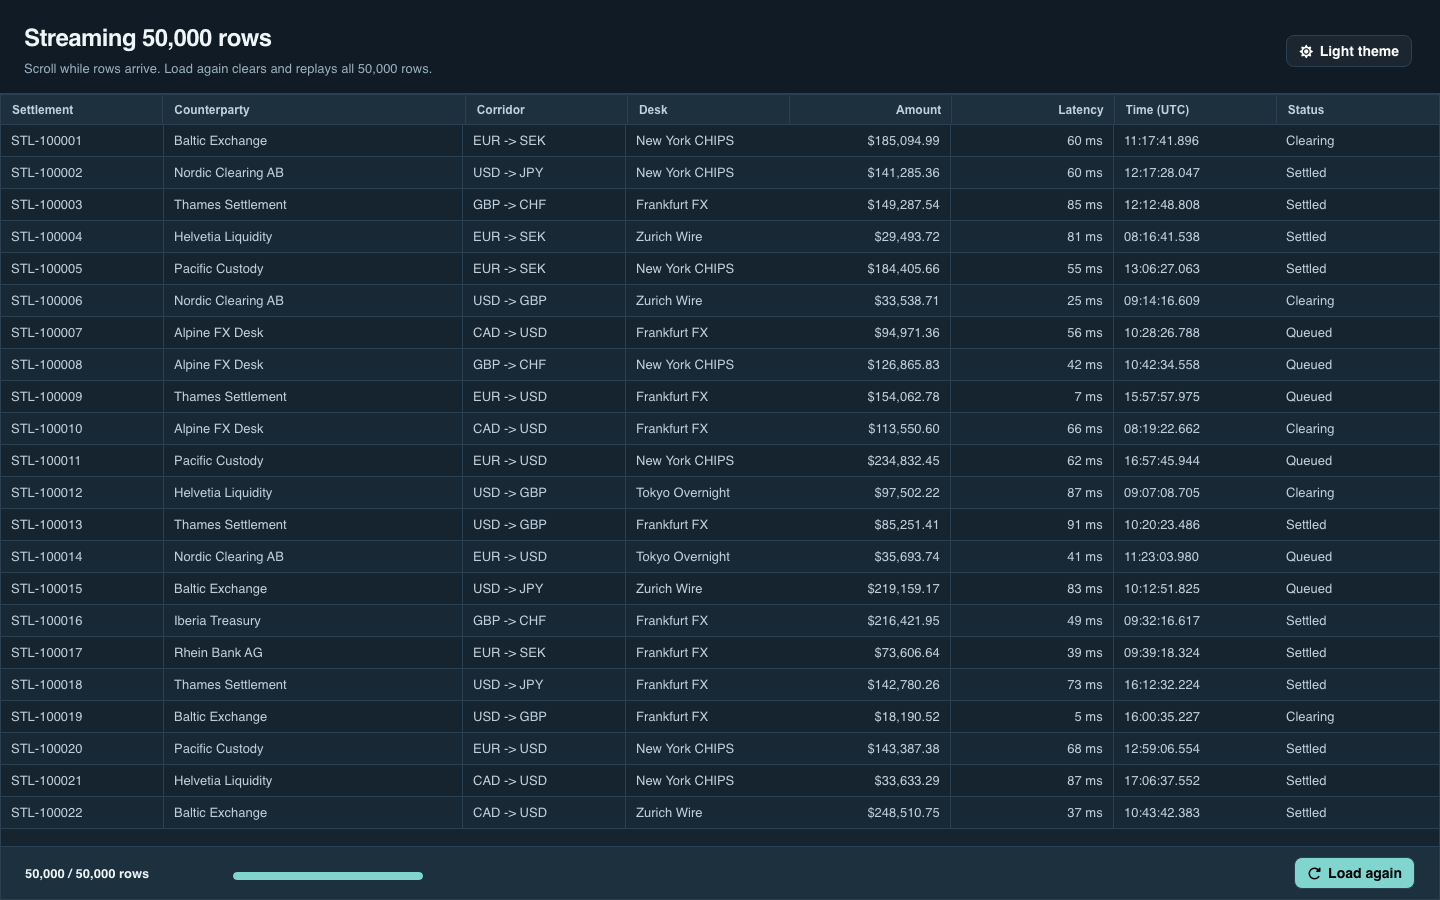 Streaming 50,000 rows
Scroll while rows arrive. Load again clears and replays all 50,000 rows.
Light theme
Settlement Counterparty Corridor Desk Amount Latency Time (UTC) Status
STL-100001 Baltic Exchange EUR -> SEK New York CHIPS $185,094.99 60 ms 11:17:41.896 Clearing
STL-100002 Nordic Clearing AB USD -> JPY New York CHIPS $141,285.36 60 ms 12:17:28.047 Settled
STL-100003 Thames Settlement GBP -> CHF Frankfurt FX $149,287.54 85 ms 12:12:48.808 Settled
STL-100004 Helvetia Liquidity EUR -> SEK Zurich Wire $29,493.72 81 ms 08:16:41.538 Settled
STL-100005 Pacific Custody EUR -> SEK New York CHIPS $184,405.66 55 ms 13:06:27.063 Settled
STL-100006 Nordic Clearing AB USD -> GBP Zurich Wire $33,538.71 25 ms 09:14:16.609 Clearing
STL-100007 Alpine FX Desk CAD -> USD Frankfurt FX $94,971.36 56 ms 10:28:26.788 Queued
STL-100008 Alpine FX Desk GBP -> CHF New York CHIPS $126,865.83 42 ms 10:42:34.558 Queued
STL-100009 Thames Settlement EUR -> USD Frankfurt FX $154,062.78 7 ms 15:57:57.975 Queued
STL-100010 Alpine FX Desk CAD -> USD Frankfurt FX $113,550.60 66 ms 08:19:22.662 Clearing
STL-100011 Pacific Custody EUR -> USD New York CHIPS $234,832.45 62 ms 16:57:45.944 Queued
STL-100012 Helvetia Liquidity USD -> GBP Tokyo Overnight $97,502.22 87 ms 09:07:08.705 Clearing
STL-100013 Thames Settlement USD -> GBP Frankfurt FX $85,251.41 91 ms 10:20:23.486 Settled
STL-100014 Nordic Clearing AB EUR -> USD Tokyo Overnight $35,693.74 41 ms 11:23:03.980 Queued
STL-100015 Baltic Exchange USD -> JPY Zurich Wire $219,159.17 83 ms 10:12:51.825 Queued
STL-100016 Iberia Treasury GBP -> CHF Frankfurt FX $216,421.95 49 ms 09:32:16.617 Settled
STL-100017 Rhein Bank AG EUR -> SEK Frankfurt FX $73,606.64 39 ms 09:39:18.324 Settled
STL-100018 Thames Settlement USD -> JPY Frankfurt FX $142,780.26 73 ms 16:12:32.224 Settled
STL-100019 Baltic Exchange USD -> GBP Frankfurt FX $18,190.52 5 ms 16:00:35.227 Clearing
STL-100020 Pacific Custody EUR -> USD New York CHIPS $143,387.38 68 ms 12:59:06.554 Settled
STL-100021 Helvetia Liquidity CAD -> USD New York CHIPS $33,633.29 87 ms 17:06:37.552 Settled
STL-100022 Baltic Exchange CAD -> USD Zurich Wire $248,510.75 37 ms 10:43:42.383 Settled
50,000 / 50,000 rows
Load again